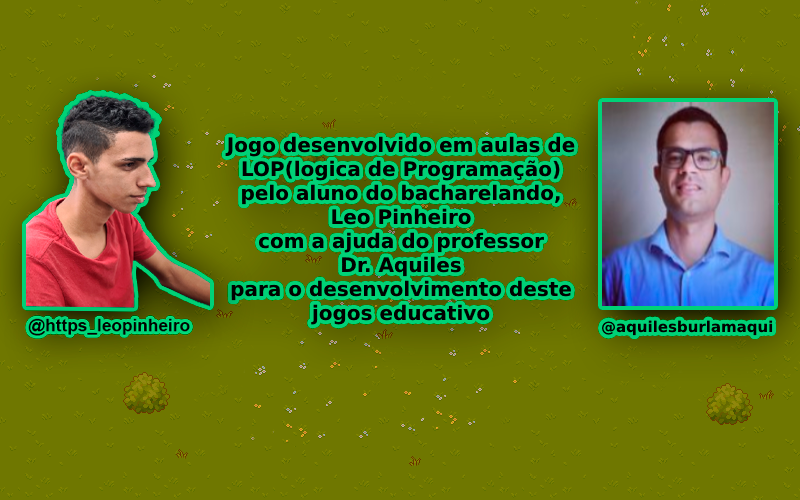 Jogo desenvolvido em aulas de
LOP(logica de Programação)
pelo aluno do bacharelando,
Leo Pinheiro
com a ajuda do professor
Dr. Aquiles
para o desenvolvimento deste
jogos educativo
@https_leopinheiro
@aquilesburlamaqui